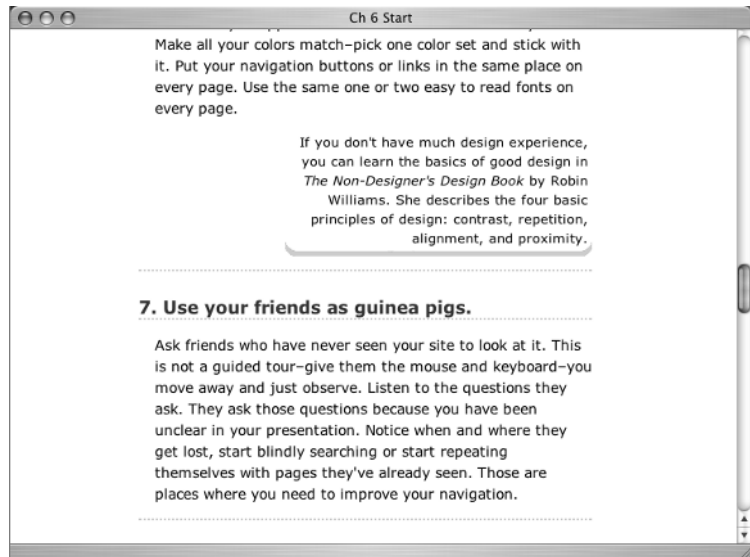 Ch 6 Start
Make all your colors match–pick one color set and stick with
it. Put your navigation buttons or links in the same place on
every page. Use the same one or two easy to read fonts on
every page.
If you don't have much design experience,
you can learn the basics of good design in
The Non-Designer's Design Book by Robin
Williams. She describes the four basic
principles of design: contrast, repetition,
alignment, and proximity.
7. Use your friends as guinea pigs.
Ask friends who have never seen your site to look at it. This
is not a guided tour–give them the mouse and keyboard–you
move away and just observe. Listen to the questions they
ask. They ask those questions because you have been
unclear in your presentation. Notice when and where they
get lost, start blindly searching or start repeating
themselves with pages they've already seen. Those are
places where you need to improve your navigation.